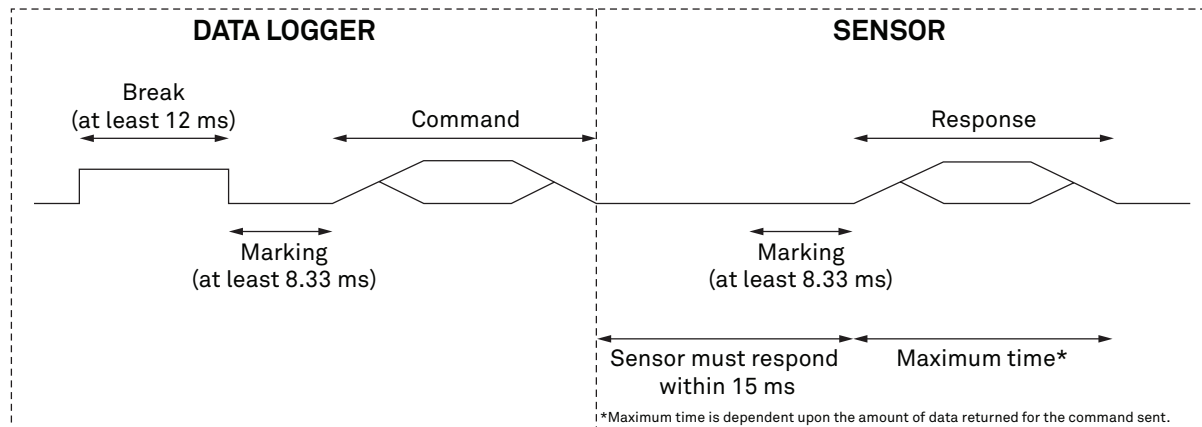 DATA LOGGER
SENSOR
Break
(at least 12 ms)
Command
Response
Marking
(at least 8.33 ms)
Marking
(at least 8.33 ms)
Sensor must respond
within 15 ms
Maximum time*
*Maximum time is dependent upon the amount of data returned for the command sent.